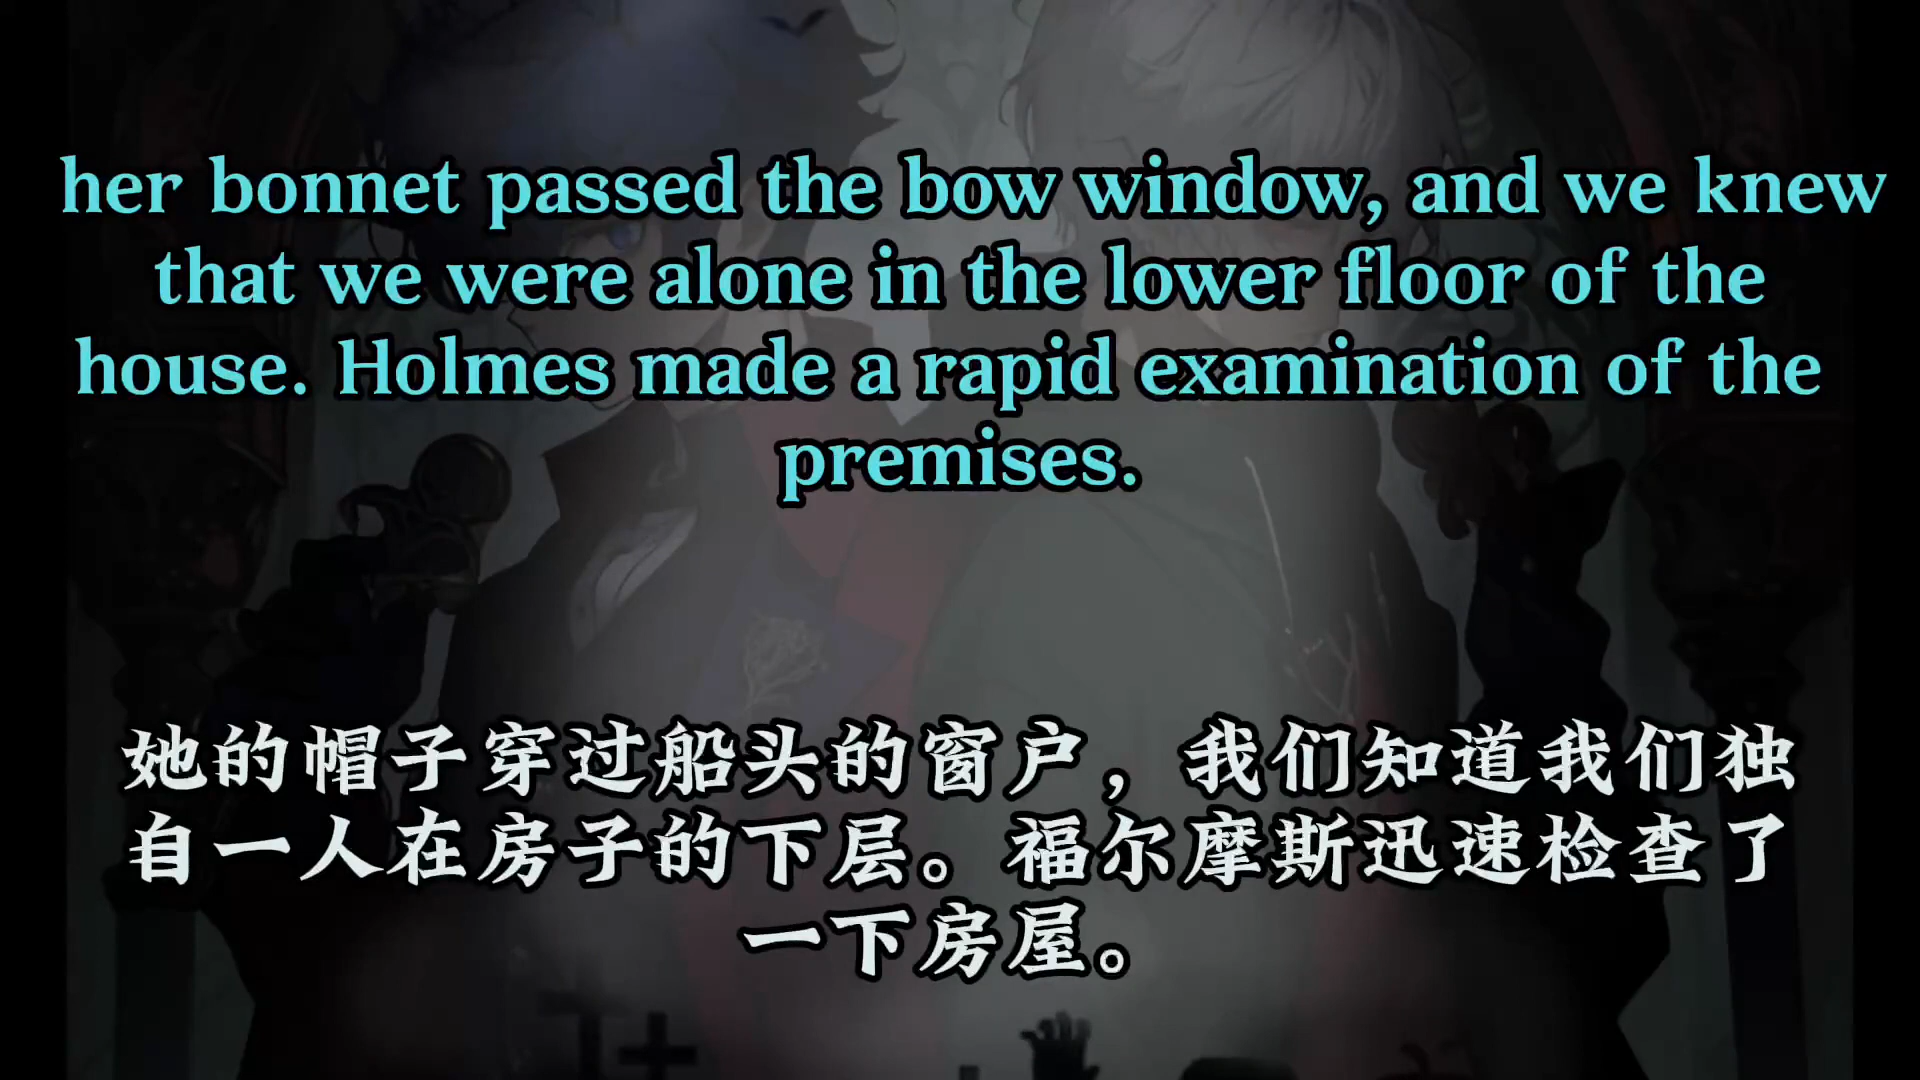 her bonnet passed the bow window, and we knew
that we were alone in the lower floor of the
house. Holmes made a rapid examination of the
premises.
她的帽子穿过船头的窗户，我们知道我们独
自一人在房子的下层。福尔摩斯迅速检查了
一下房屋。